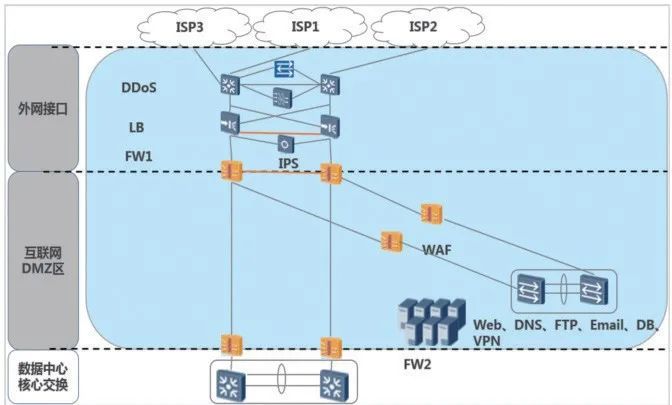 ISP3
ISP1
ISP2
外网接口
DDoS
LB
FW1
IPS
互联网
DMZ区
WAF
Web、DNS、FTP、Email、DB、
VPN
数据中心
核心交换
FW2